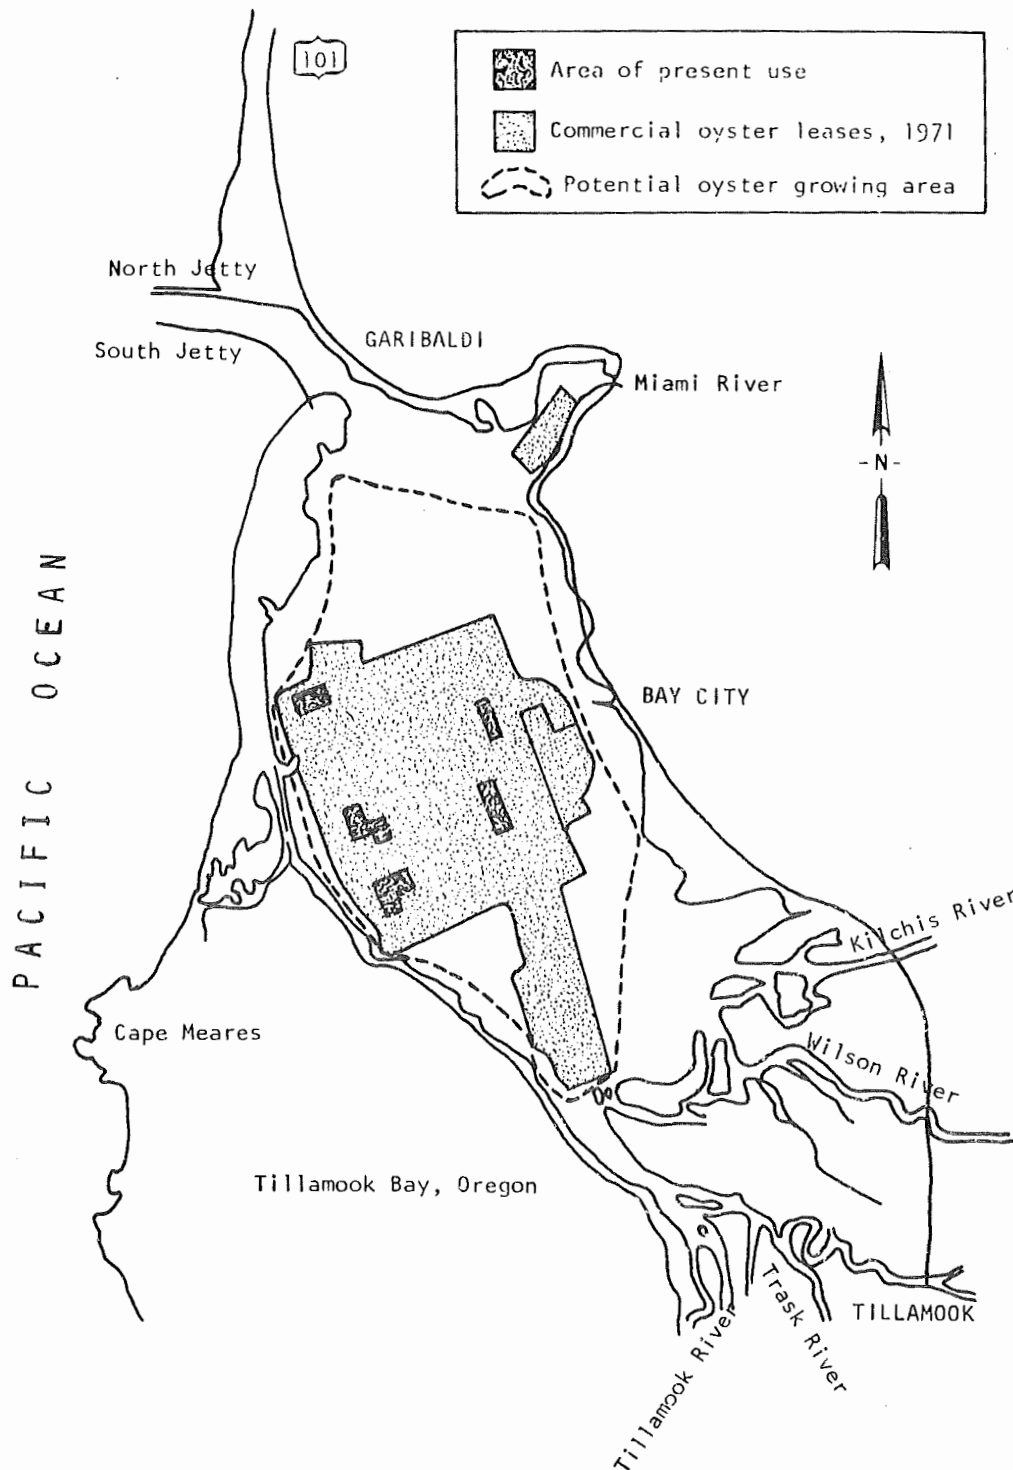 101
Area of present use
Commercial oyster leases, 1971
Potential oyster growing area
North Jetty
South Jetty
GARIBALDI
Miami River
-N-
PACIFIC OCEAN
BAY CITY
Kilchis River
Cape Meares
Wilson River
Tillamook Bay, Oregon
Trask River
TILLAMOOK
Tillamook River